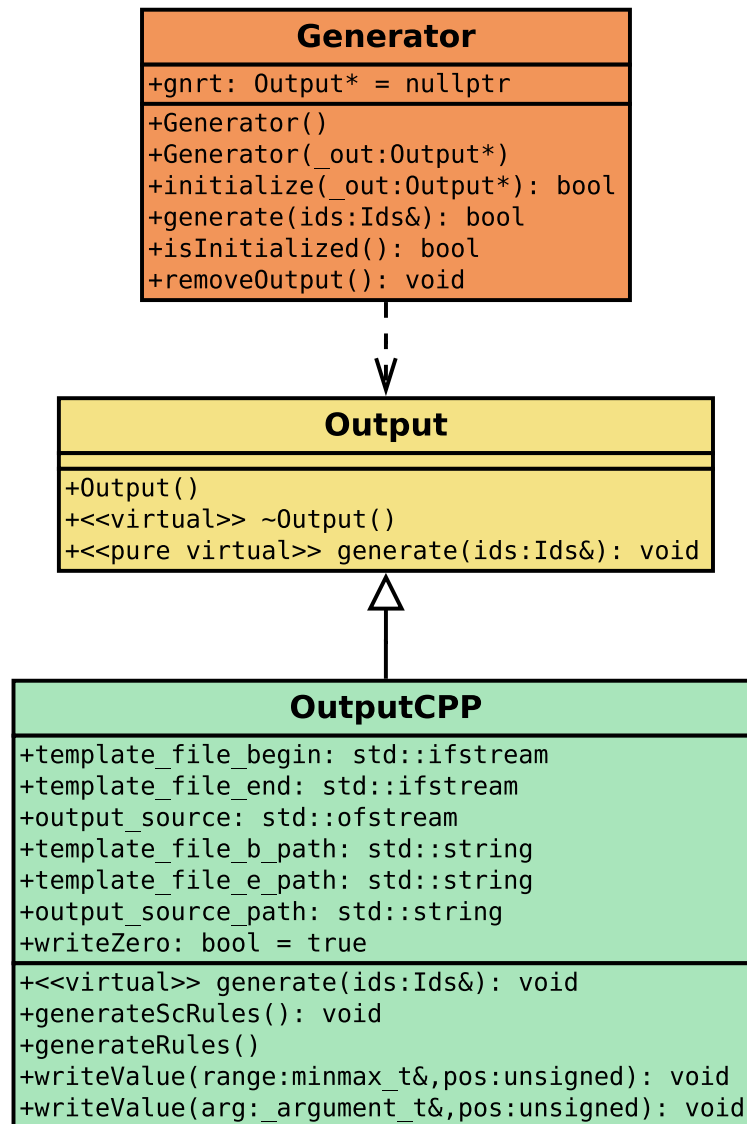 Generator
+gnrt: Output* = nullptr
+Generator()
+Generator(_out:Output*)
+initialize(_out:Output*): bool
+generate(ids:Ids&): bool
+isInitialized(): bool
+removeOutput(): void
Output
+Output()
+<<virtual>> ~Output()
+<<pure virtual>> generate(ids:Ids&): void
OutputCPP
+template_file_begin: std::ifstream
+template_file_end: std::ifstream
+output_source: std::ofstream
+template_file_b_path: std::string
+template_file_e_path: std::string
+output_source_path: std::string
+writeZero: bool = true
+<<virtual>> generate(ids:Ids&): void
+generateScRules(): void
+generateRules()
+writeValue(range:minmax_t&,pos:unsigned): void
+writeValue(arg:_argument_t&,pos:unsigned): void